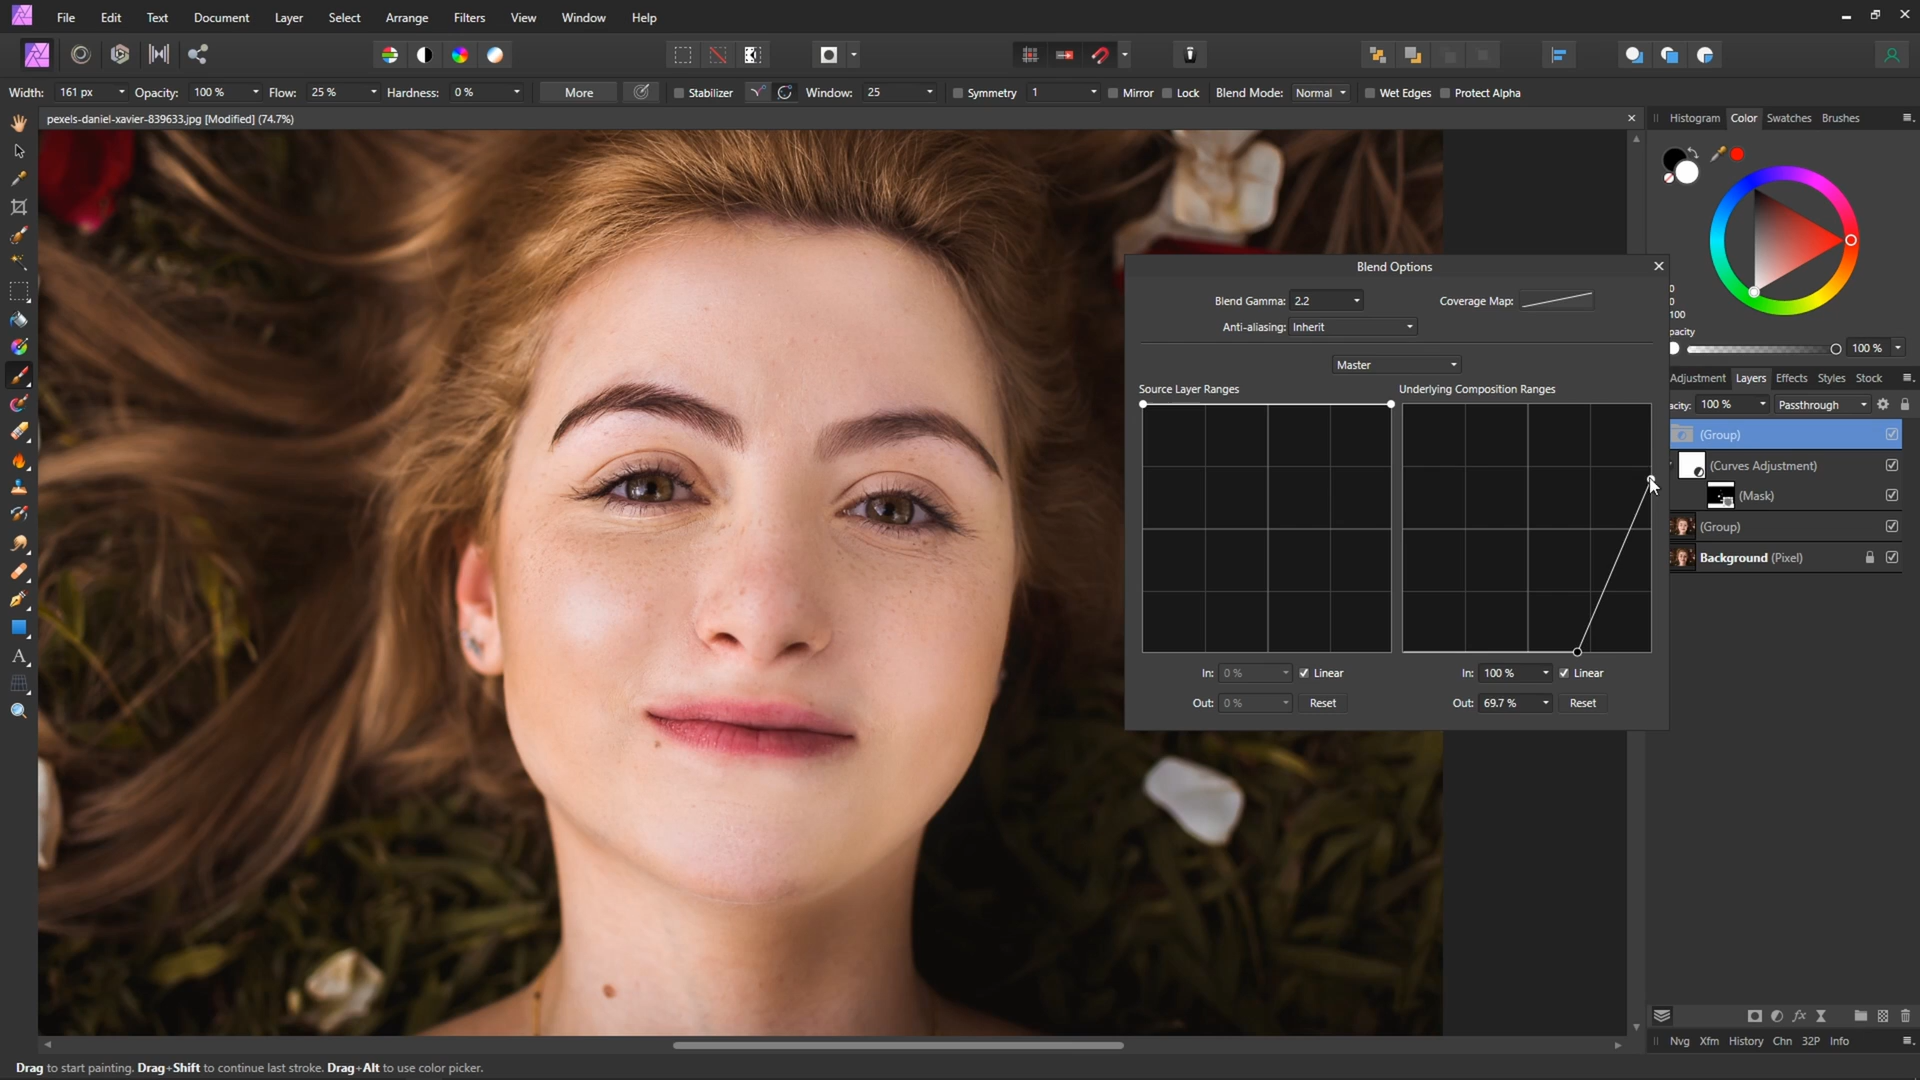 File Edit Text Document Layer Select Arrange Filters View Window Help
Width: 161 px Opacity: 100 % Flow: 25 % Hardness: 0 % More Stabilizer Window: 25 Symmetry 1 Mirror Lock Blend Mode: Normal Wet Edges Protect Alpha
pexels-daniel-xavier-839633.jpg [Modified] (74.7%)
Histogram Color Swatches Brushes
Blend Options
Blend Gamma: 2.2 Coverage Map:
Anti-aliasing: Inherit
Master
Source Layer Ranges Underlying Composition Ranges
In: 0 % Linear In: 100 % Linear
Out: 0 % Reset Out: 69.7 % Reset
0
0
100
pacity
100 %
Adjustment Layers Effects Styles Stock
acity: 100 % Passthrough
(Group)
(Curves Adjustment)
(Mask)
(Group)
Background (Pixel)
fx
Nvg Xfm History Chn 32P Info
A
Drag to start painting. Drag+Shift to continue last stroke. Drag+Alt to use color picker.